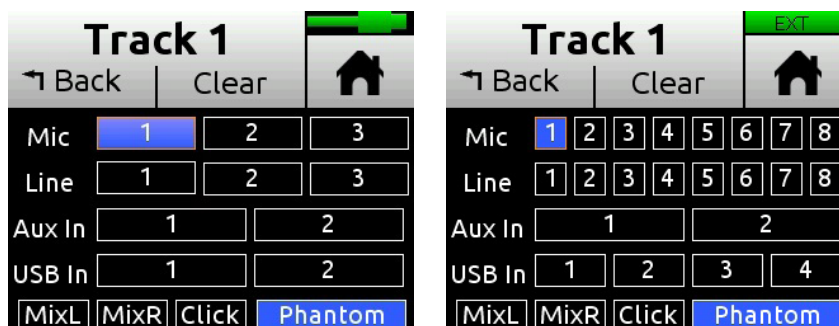 Track 1
Back Clear
Mic 1 2 3
Line 1 2 3
Aux In 1 2
USB In 1 2
MixL MixR Click Phantom
Track 1 EXT
Back Clear
Mic 1 2 3 4 5 6 7 8
Line 1 2 3 4 5 6 7 8
Aux In 1 2
USB In 1 2 3 4
MixL MixR Click Phantom